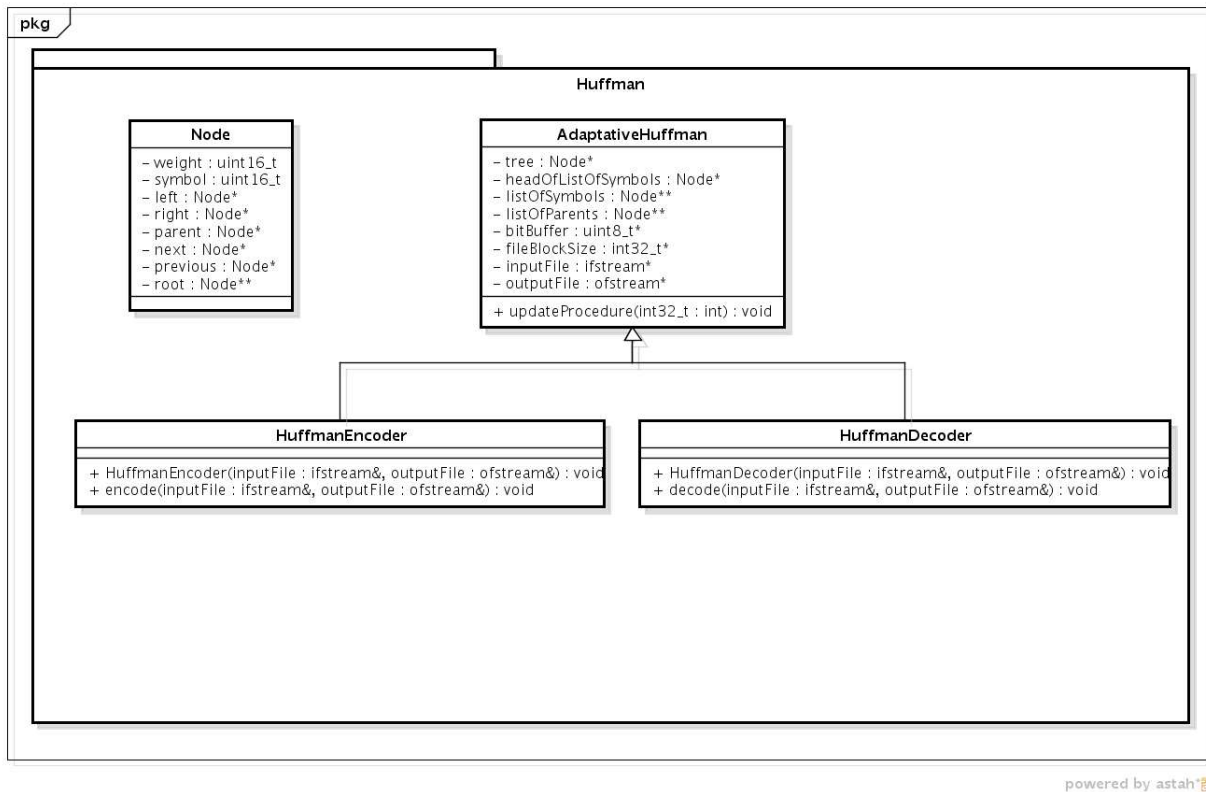 pkg
Huffman
Node
- weight : uint16_t
- symbol : uint16_t
- left : Node*
- right : Node*
- parent : Node*
- next : Node*
- previous : Node*
- root : Node**
AdaptativeHuffman
- tree : Node*
- headOfListOfSymbols : Node*
- listOfSymbols : Node**
- listOfParents : Node**
- bitBuffer : uint8_t*
- fileBlockSize : int32_t*
- inputFile : ifstream*
- outputFile : ofstream*
+ updateProcedure(int32_t : int) : void
HuffmanEncoder
+ HuffmanEncoder(inputFile : ifstream&, outputFile : ofstream&) : void
+ encode(inputFile : ifstream&, outputFile : ofstream&) : void
HuffmanDecoder
+ HuffmanDecoder(inputFile : ifstream&, outputFile : ofstream&) : void
+ decode(inputFile : ifstream&, outputFile : ofstream&) : void
powered by astah*